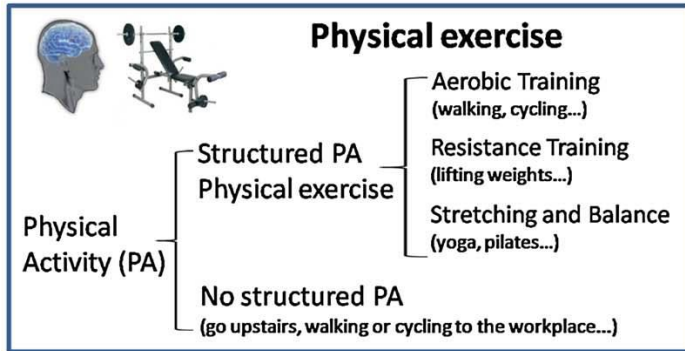 Physical exercise
Aerobic Training
(walking, cycling...)
Structured PA
Physical exercise
Resistance Training
(lifting weights...)
Stretching and Balance
(yoga, pilates...)
Physical
Activity (PA)
No structured PA
(go upstairs, walking or cycling to the workplace...)